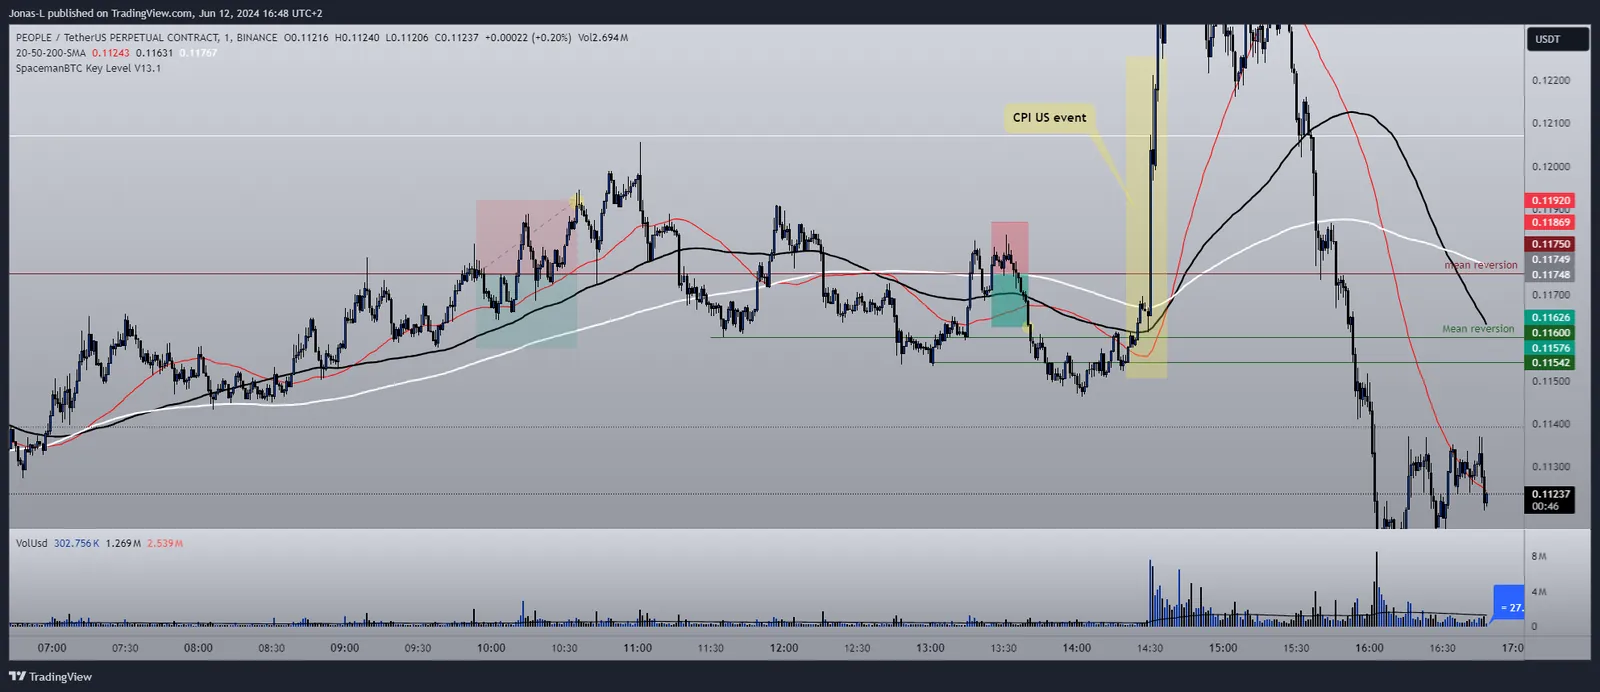 Jonas-L published on TradingView.com, Jun 12, 2024 16:48 UTC+2
PEOPLE / TetherUS PERPETUAL CONTRACT, 1, BINANCE O0.11216 H0.11240 L0.11206 C0.11237 +0.00022 (+0.20%) Vol2.694M
20-50-200-SMA 0.11243 0.11631 0.11767
SpacemanBTC Key Level V13.1
USDT
CPI US event
0.12200
0.12100
0.12000
0.11920
0.11900
0.11869
0.11750
0.11749
mean reversion
0.11748
0.11700
0.11626
Mean reversion
0.11600
0.11576
0.11542
0.11500
0.11400
0.11300
0.11237
00:46
VolUsd 302.756K 1.269M 2.539M
8M
4M
≈ 27.
0
07:00 07:30 08:00 08:30 09:00 09:30 10:00 10:30 11:00 11:30 12:00 12:30 13:00 13:30 14:00 14:30 15:00 15:30 16:00 16:30 17:0
TradingView